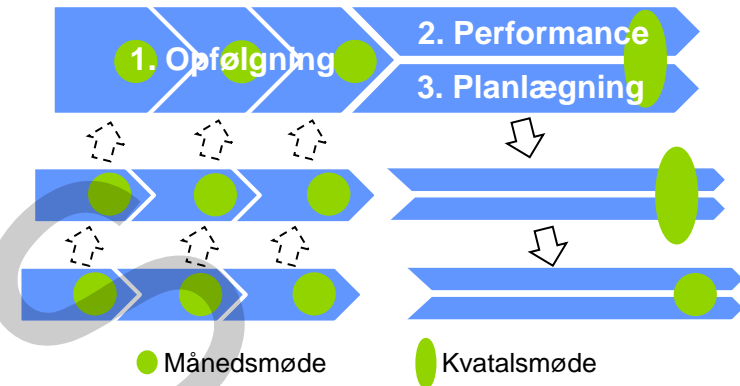 1. Opfølgning
2. Performance
3. Planlægning
Månedsmøde
Kvatalsmøde